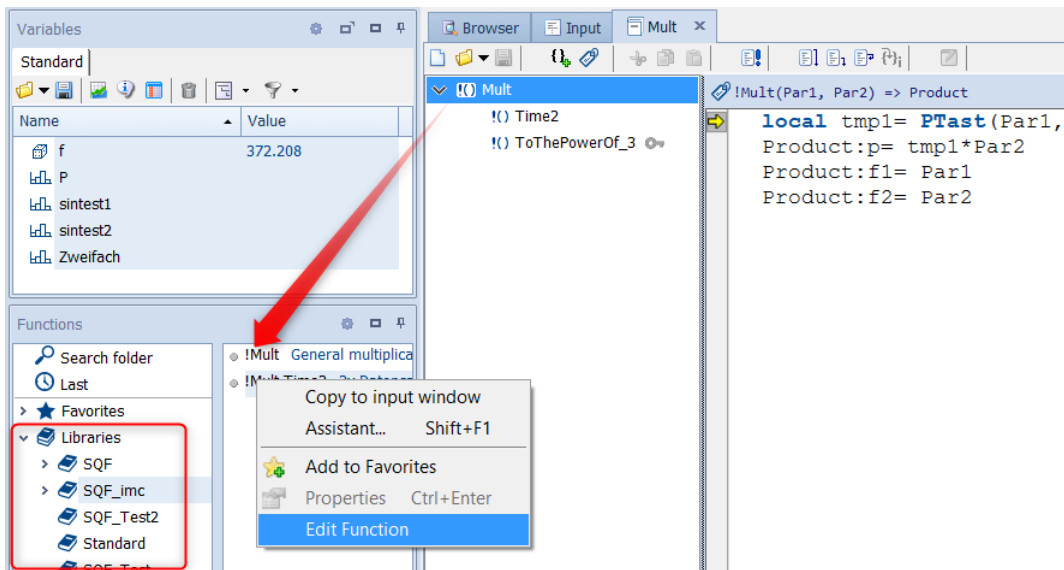 Variables
Standard
Name Value
f 372.208
P
sintest1
sintest2
Zweifach
Functions
Search folder
Last
Favorites
Libraries
SQF
SQF_imc
SQF_Test2
Standard
SQF_Test
!Mult General multiplica
Copy to input window
Assistant... Shift+F1
Add to Favorites
Properties Ctrl+Enter
Edit Function
Browser Input Mult
!() Mult
!() Time2
!() ToThePowerOf_3
!Mult(Par1, Par2) => Product
local tmp1= PTast(Par1,
Product:p= tmp1*Par2
Product:f1= Par1
Product:f2= Par2